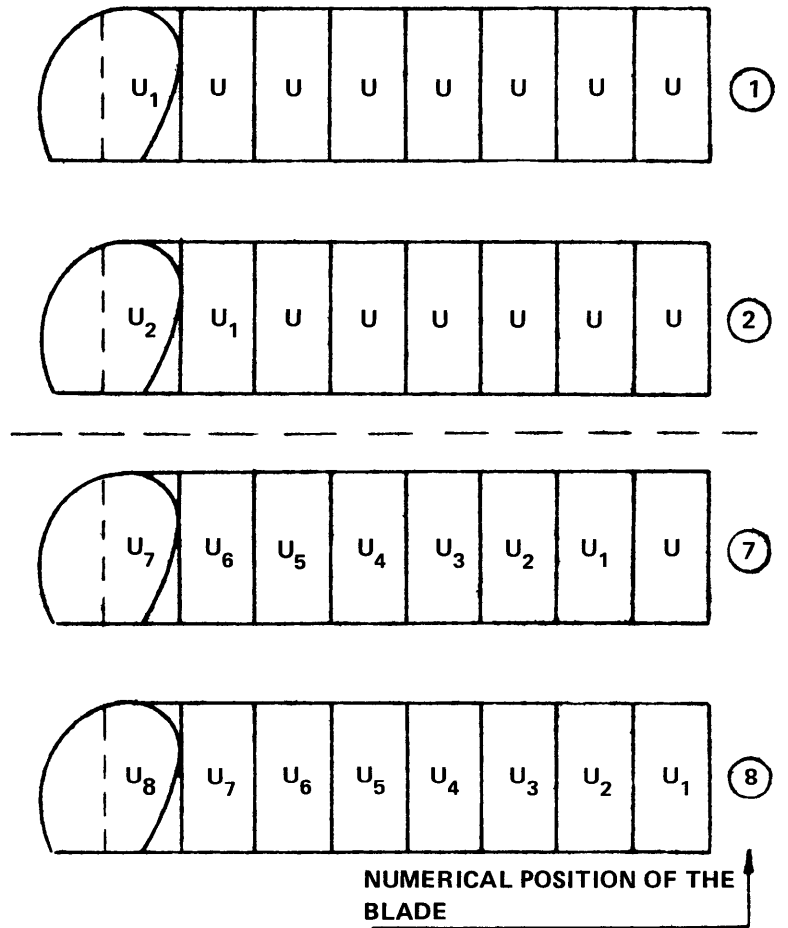 U1 U U U U U U U 1
U2 U1 U U U U U U 2
U7 U6 U5 U4 U3 U2 U1 U 7
U8 U7 U6 U5 U4 U3 U2 U1 8
NUMERICAL POSITION OF THE
BLADE